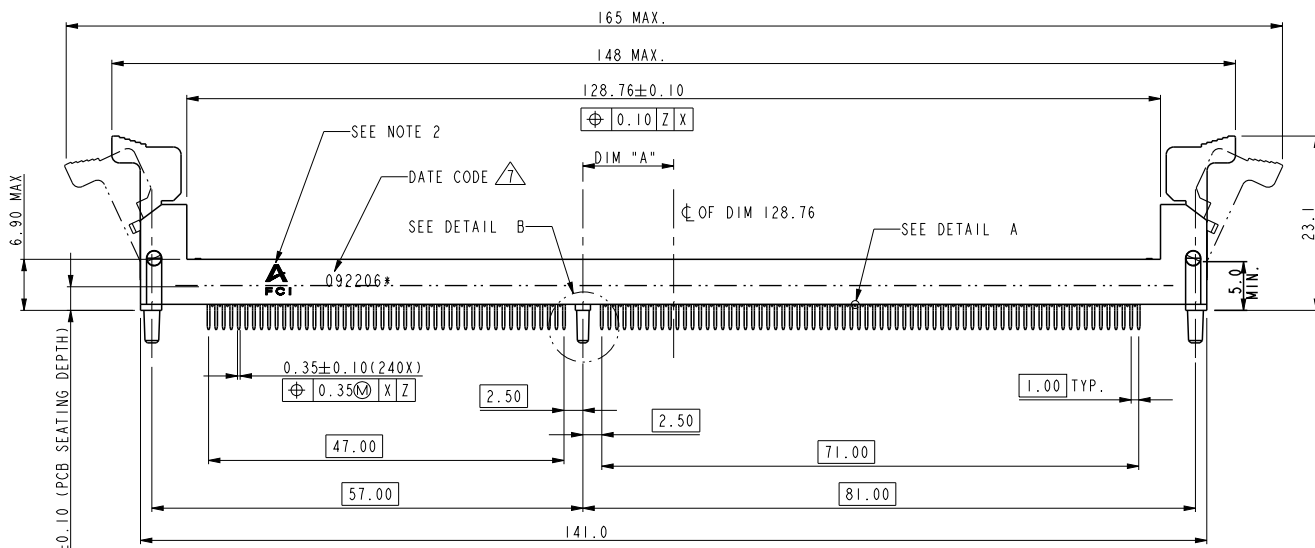 165 MAX.
148 MAX.
128.76±0.10
⌖ 0.10 Z X
SEE NOTE 2
DIM "A"
DATE CODE 7
6.90 MAX
℄ OF DIM 128.76
SEE DETAIL B
SEE DETAIL A
23.1
A
FCI
092206*
5.0 MIN.
±0.10 (PCB SEATING DEPTH)
0.35±0.10(240X)
⌖ 0.35Ⓜ X Z
2.50
1.00 TYP.
2.50
47.00
71.00
57.00
81.00
141.0